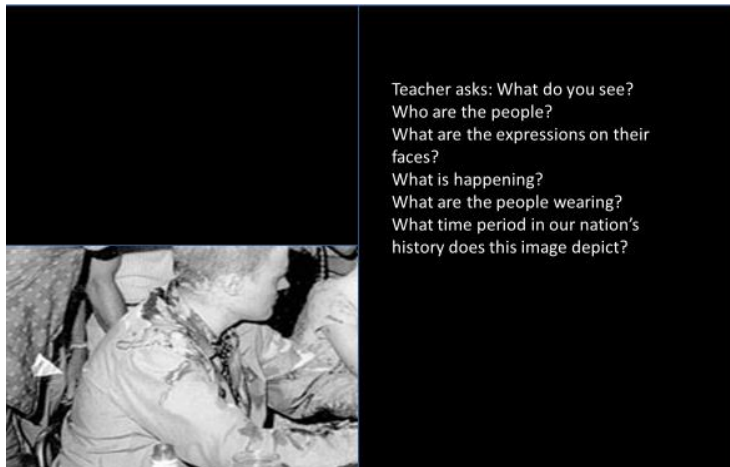 Teacher asks: What do you see?
Who are the people?
What are the expressions on their
faces?
What is happening?
What are the people wearing?
What time period in our nation's
history does this image depict?